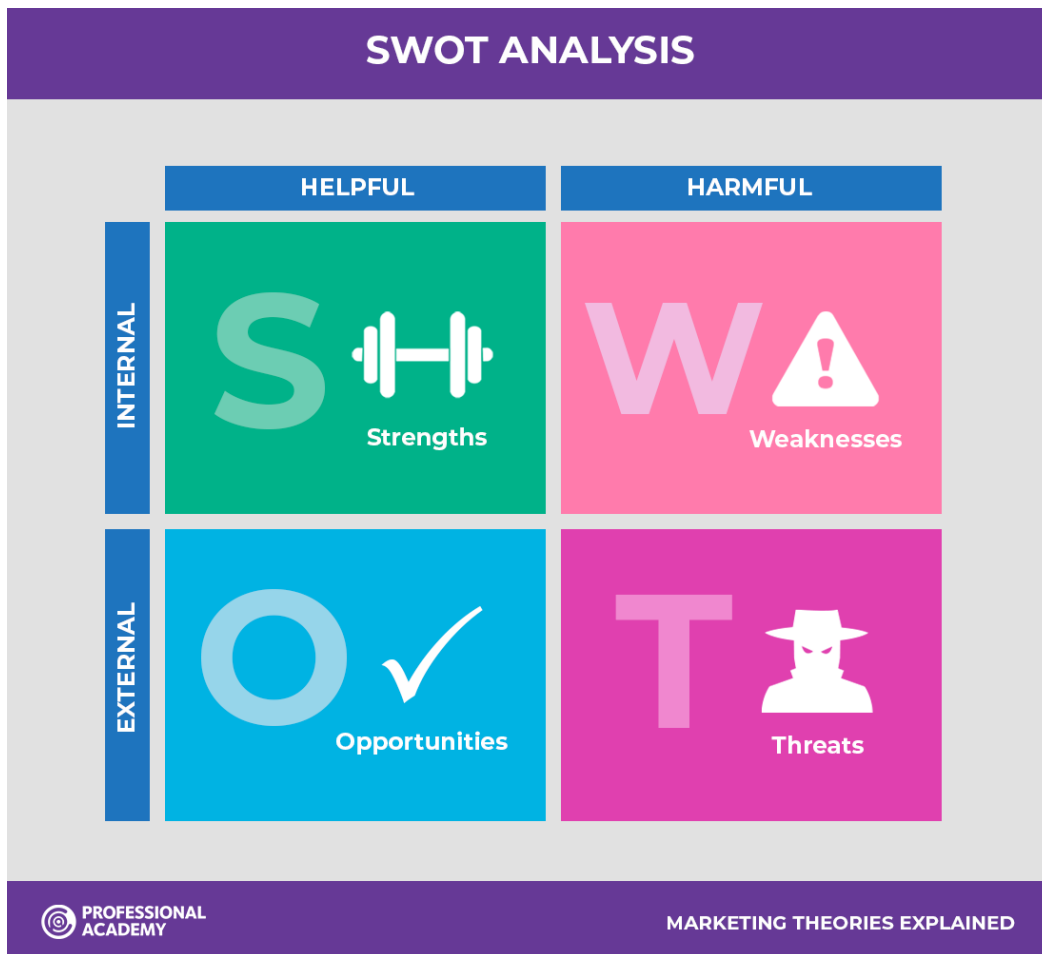 SWOT ANALYSIS
HELPFUL
HARMFUL
INTERNAL
S
Strengths
W
Weaknesses
EXTERNAL
O
Opportunities
T
Threats
PROFESSIONAL
ACADEMY
MARKETING THEORIES EXPLAINED